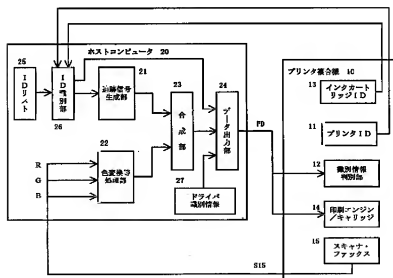 ホストコンピュータ 20
25
IDリスト
ID識別部
26
21
追跡信号
生成部
22
色変換等
処理部
R
G
B
23
合成部
24
データ出力部
27
ドライバ
識別情報
PD
プリンタ複合機 10
13
インクカート
リッジID
11
プリンタID
12
識別情報
判別部
14
印刷エンジン
/キャリッジ
15
スキャナ・
ファックス
S15